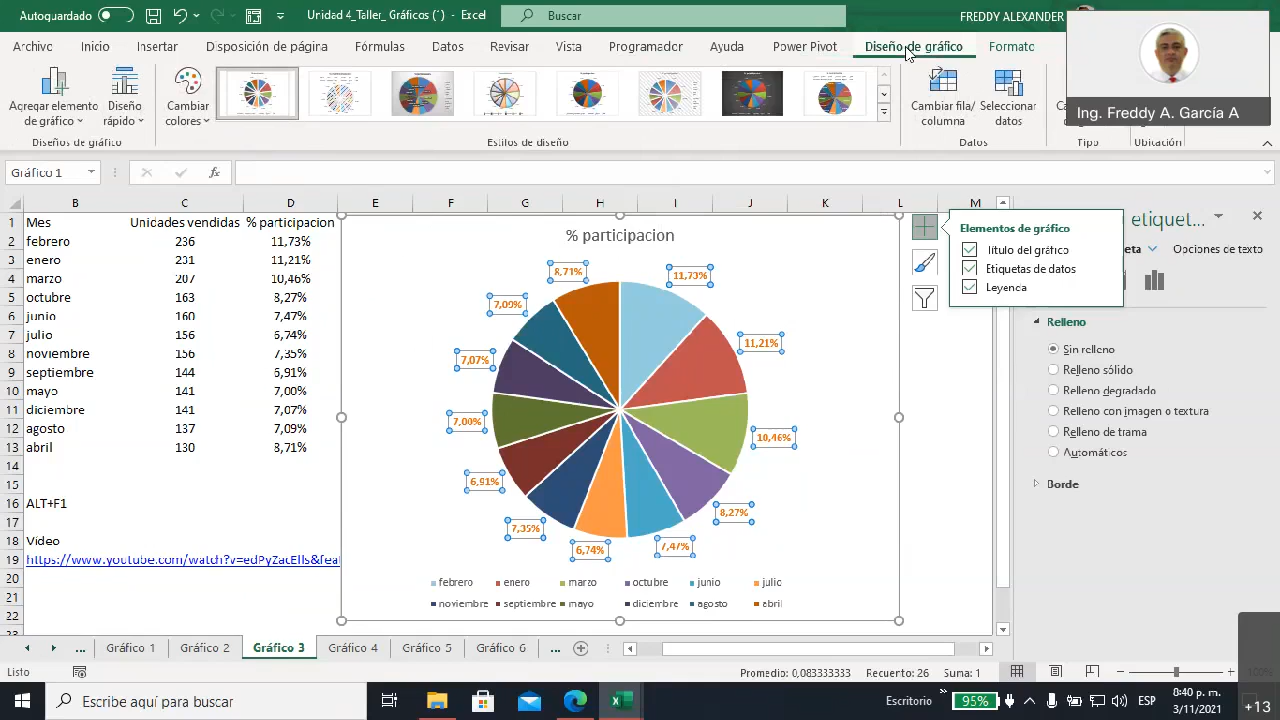 Autoguardado
Unidad 4_Taller_ Gráficos (1) - Excel
Buscar
FREDDY ALEXANDER
Archivo Inicio Insertar Disposición de página Fórmulas Datos Revisar Vista Programador Ayuda Power Pivot Diseño de gráfico Formato
Agregar elemento de gráfico
Diseño rápido
Cambiar colores
Cambiar fila/ columna
Seleccionar datos
Ing. Freddy A. García A
Diseños de gráfico
Estilos de diseño
Datos
Tipo
Ubicación
Gráfico 1
fx
B C D E F G H I J K L M
1 Mes Unidades vendidas % participacion
2 febrero 236 11,73%
3 enero 231 11,21%
4 marzo 207 10,46%
5 octubre 163 8,27%
6 junio 160 7,47%
7 julio 156 6,74%
8 noviembre 156 7,35%
9 septiembre 144 6,91%
10 mayo 141 7,00%
11 diciembre 141 7,07%
12 agosto 137 7,09%
13 abril 130 8,71%
14
15
16 ALT+F1
17
18 Video
19 https://www.youtube.com/watch?v=edPyZacElls&feat
20
21
22
23
% participacion
8,71% 11,73%
7,09%
11,21%
7,07%
7,00%
10,46%
6,91%
8,27%
7,35%
6,74%
7,47%
febrero enero marzo octubre junio julio
noviembre septiembre mayo diciembre agosto abril
Elementos de gráfico
Título del gráfico
Etiquetas de datos
Leyenda
etiquet...
eta
Opciones de texto
Relleno
Sin relleno
Relleno sólido
Relleno degradado
Relleno con imagen o textura
Relleno de trama
Automáticos
Borde
... Gráfico 1 Gráfico 2 Gráfico 3 Gráfico 4 Gráfico 5 Gráfico 6 ...
Listo
Promedio: 0,083333333 Recuento: 26 Suma: 1
100%
Escribe aquí para buscar
Escritorio
95%
ESP
8:40 p. m.
3/11/2021
+13